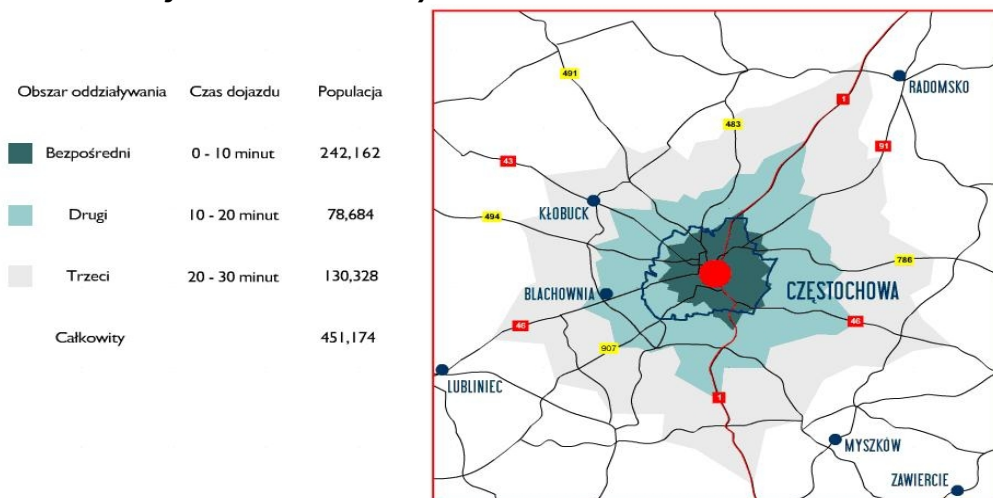 Obszar oddziaływania Czas dojazdu Populacja
Bezpośredni 0 - 10 minut 242,162
Drugi 10 - 20 minut 78,684
Trzeci 20 - 30 minut 130,328
Całkowity 451,174
491
1
RADOMSKO
483
91
43
KŁOBUCK
494
786
BLACHOWNIA
CZĘSTOCHOWA
46
46
907
LUBLINIEC
1
MYSZKÓW
ZAWIERCIE